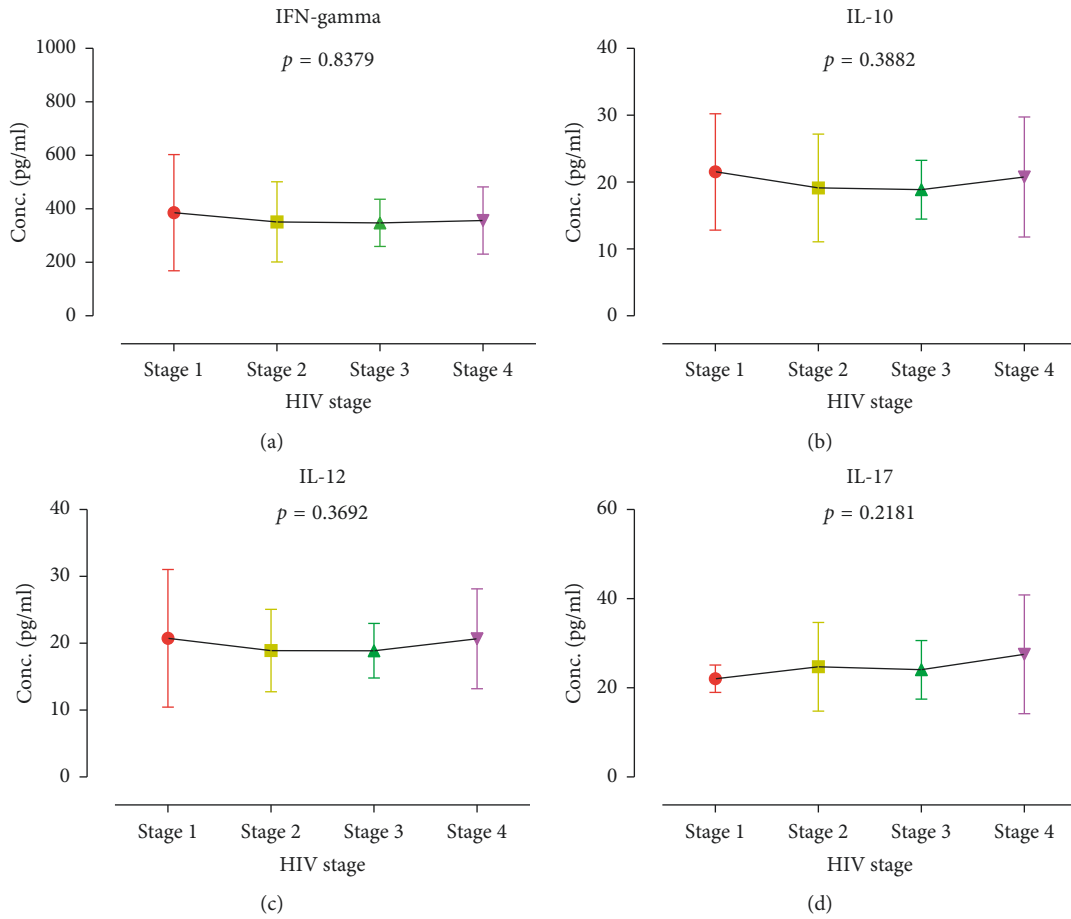 IFN-gamma
p = 0.8379
1000
800
600
400
200
0
Conc. (pg/ml)
Stage 1 Stage 2 Stage 3 Stage 4
HIV stage
(a)
IL-10
p = 0.3882
40
30
20
10
0
Conc. (pg/ml)
Stage 1 Stage 2 Stage 3 Stage 4
HIV stage
(b)
IL-12
p = 0.3692
40
30
20
10
0
Conc. (pg/ml)
Stage 1 Stage 2 Stage 3 Stage 4
HIV stage
(c)
IL-17
p = 0.2181
60
40
20
0
Conc. (pg/ml)
Stage 1 Stage 2 Stage 3 Stage 4
HIV stage
(d)